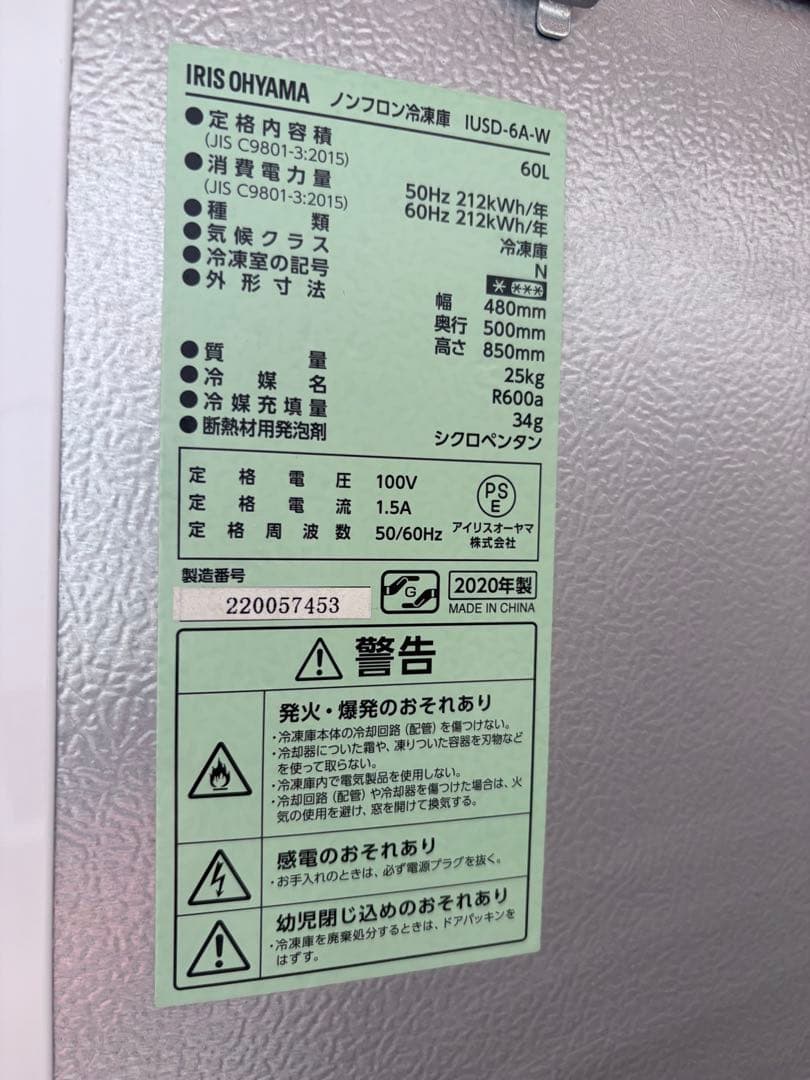 IRIS OHYAMA ノンフロン冷凍庫 IUSD-6A-W
●定格内容積 60L
(JIS C9801-3:2015)
●消費電力量 50Hz 212kWh/年
(JIS C9801-3:2015) 60Hz 212kWh/年
●種類 冷凍庫
●気候クラス N
●冷凍室の記号 * ***
●外形寸法 幅 480mm
奥行 500mm
高さ 850mm
●質量 25kg
●冷媒名 R600a
●冷媒充填量 34g
●断熱材用発泡剤 シクロペンタン
定格電圧 100V
定格電流 1.5A
定格周波数 50/60Hz
PS
E
アイリスオーヤマ
株式会社
製造番号
220057453
G
2020年製
MADE IN CHINA
警告
発火・爆発のおそれあり
・冷凍庫本体の冷却回路（配管）を傷つけない。
・冷却器についた霜や、凍りついた容器を刃物など
を使って取らない。
・冷凍庫内で電気製品を使用しない。
・冷却回路（配管）や冷却器を傷つけた場合は、火
気の使用を避け、窓を開けて換気する。
感電のおそれあり
・お手入れのときは、必ず電源プラグを抜く。
幼児閉じ込めのおそれあり
・冷凍庫を廃棄処分するときは、ドアパッキンを
はずす。